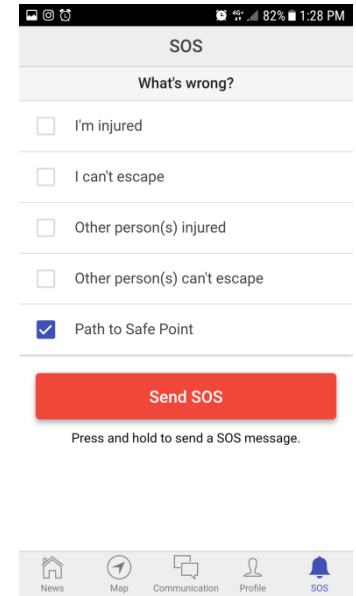 4G+ 82% 1:28 PM
SOS
What's wrong?
I'm injured
I can't escape
Other person(s) injured
Other person(s) can't escape
Path to Safe Point
Send SOS
Press and hold to send a SOS message.
News Map Communication Profile SOS